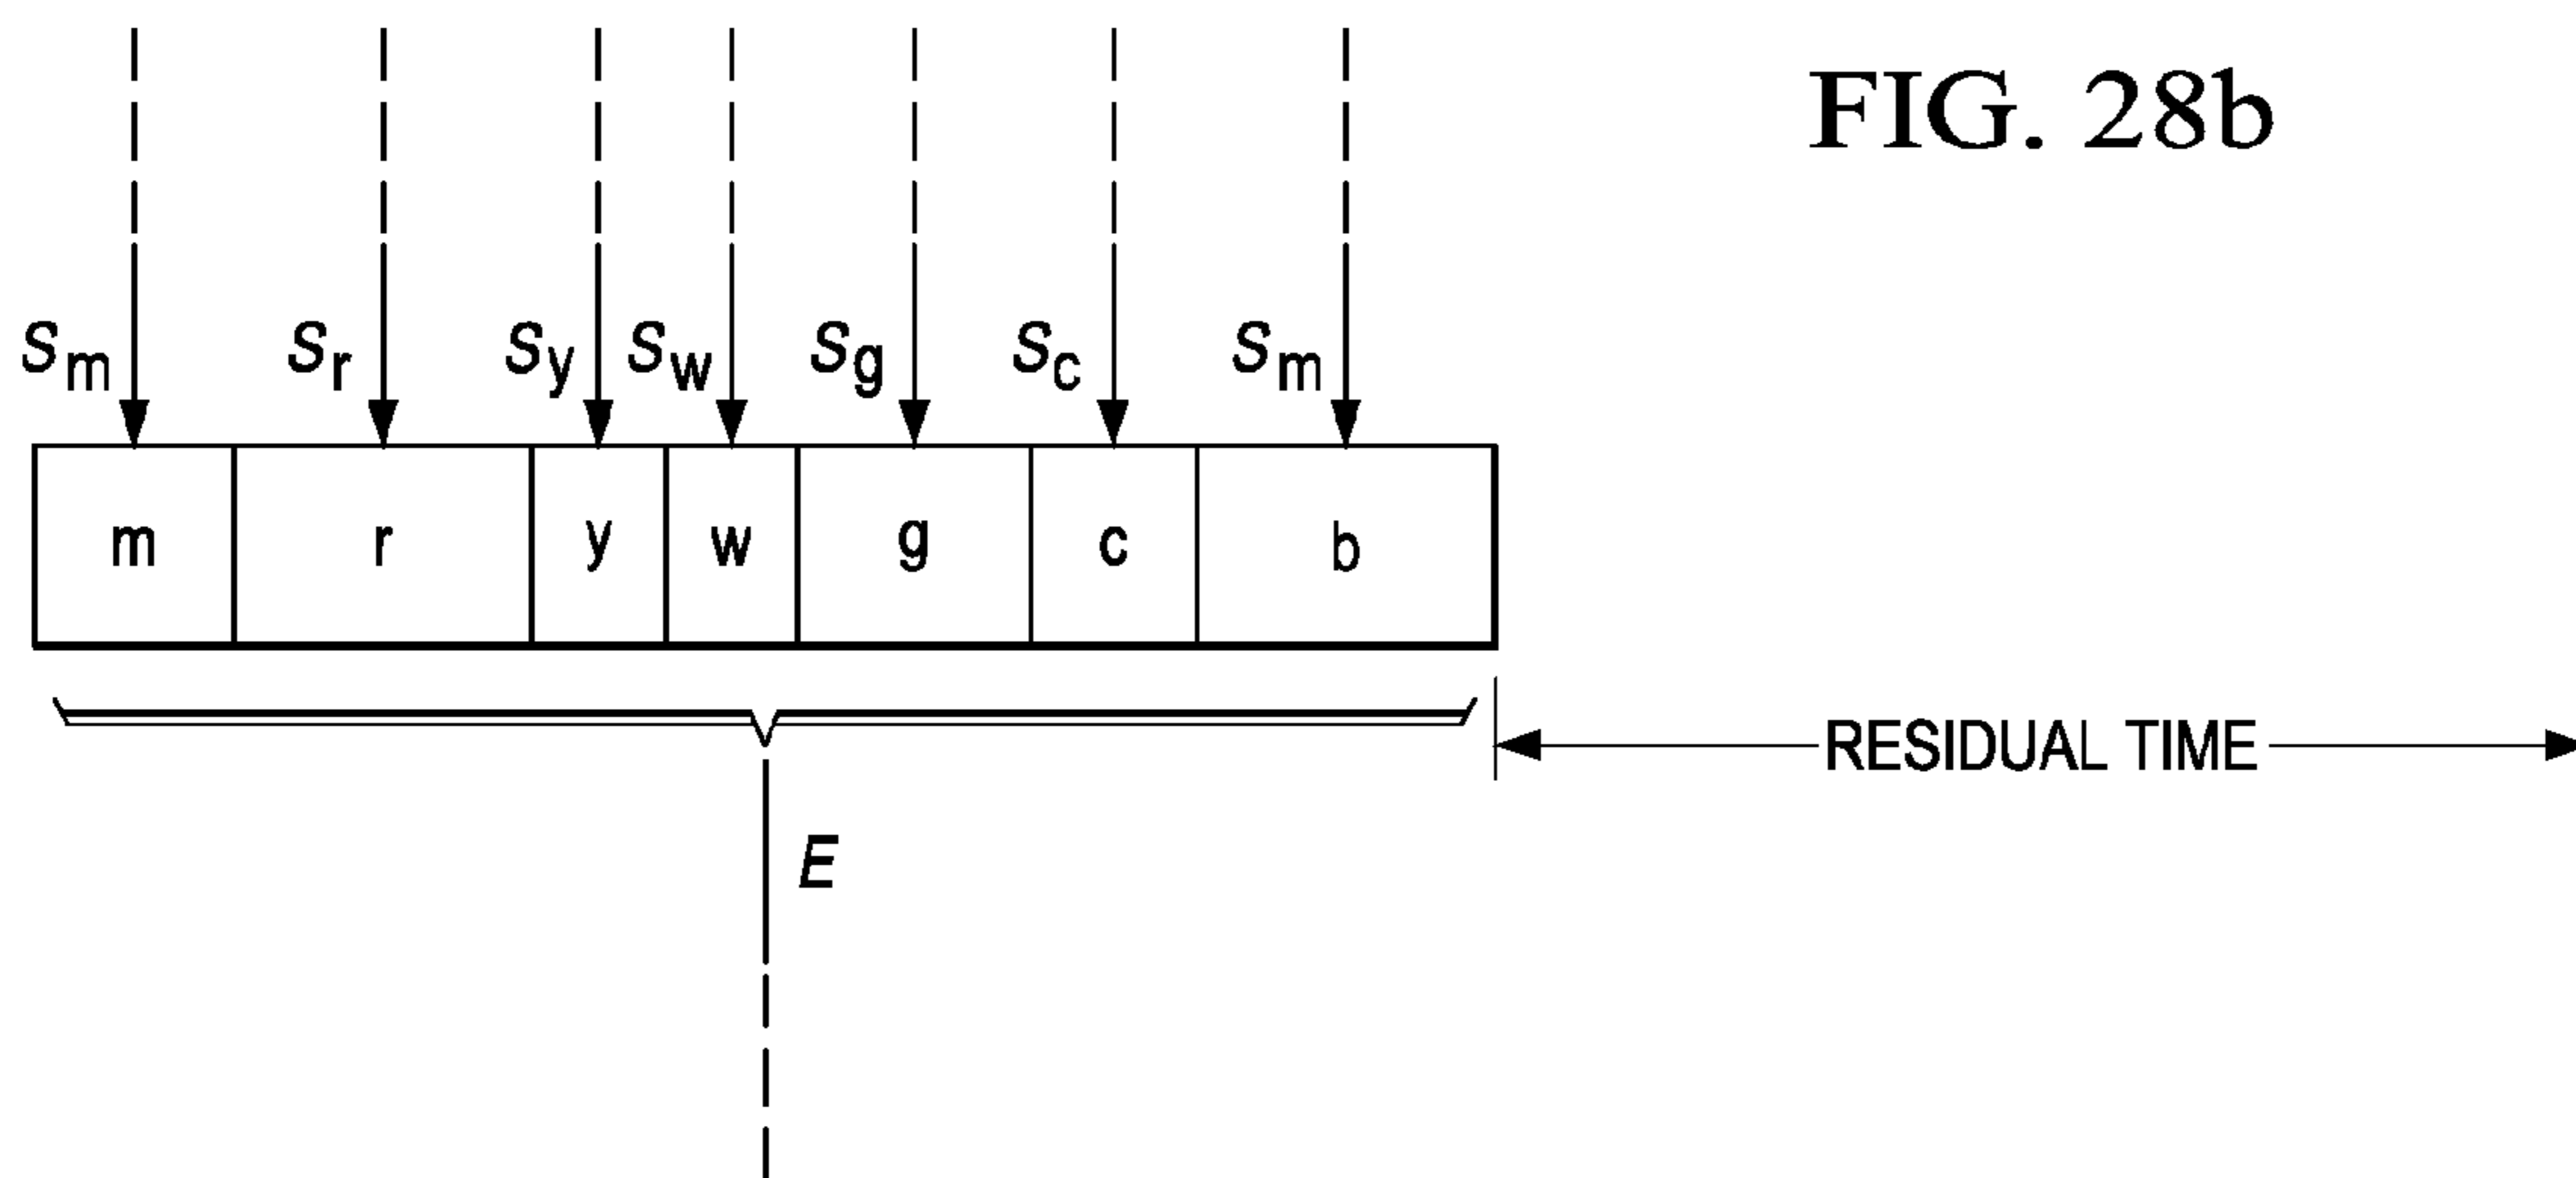 FIG. 28b
Sm Sr Sy Sw Sg Sc Sm
m r y w g c b
RESIDUAL TIME
E